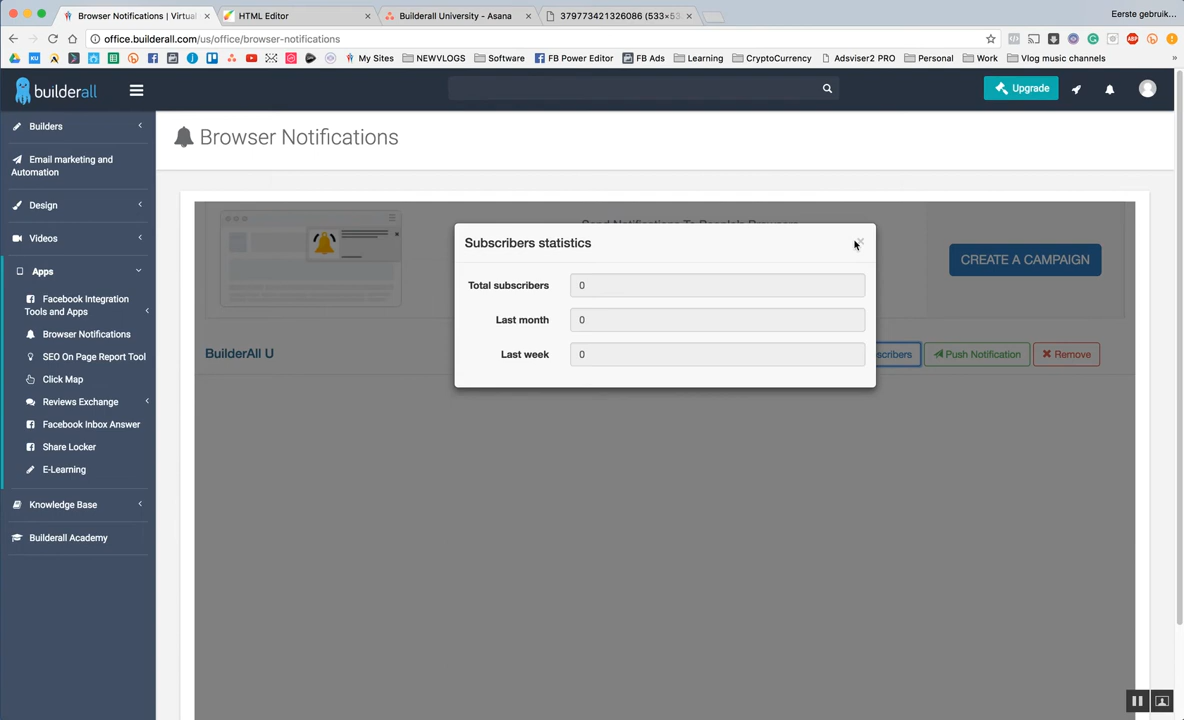 Browser Notifications | Virtual
HTML Editor
Builderall University - Asana
379773421326086 (533×53
Eerste gebruik...
office.builderall.com/us/office/browser-notifications
My Sites
NEWVLOGS
Software
FB Power Editor
FB Ads
Learning
CryptoCurrency
Adsviser2 PRO
Personal
Work
Vlog music channels
»
builderall
Upgrade
Builders
Email marketing and
Automation
Design
Videos
Apps
Facebook Integration
Tools and Apps
Browser Notifications
SEO On Page Report Tool
Click Map
Reviews Exchange
Facebook Inbox Answer
Share Locker
E-Learning
Knowledge Base
Builderall Academy
Browser Notifications
CREATE A CAMPAIGN
BuilderAll U
scribers
Push Notification
Remove
Subscribers statistics
Total subscribers
0
Last month
0
Last week
0